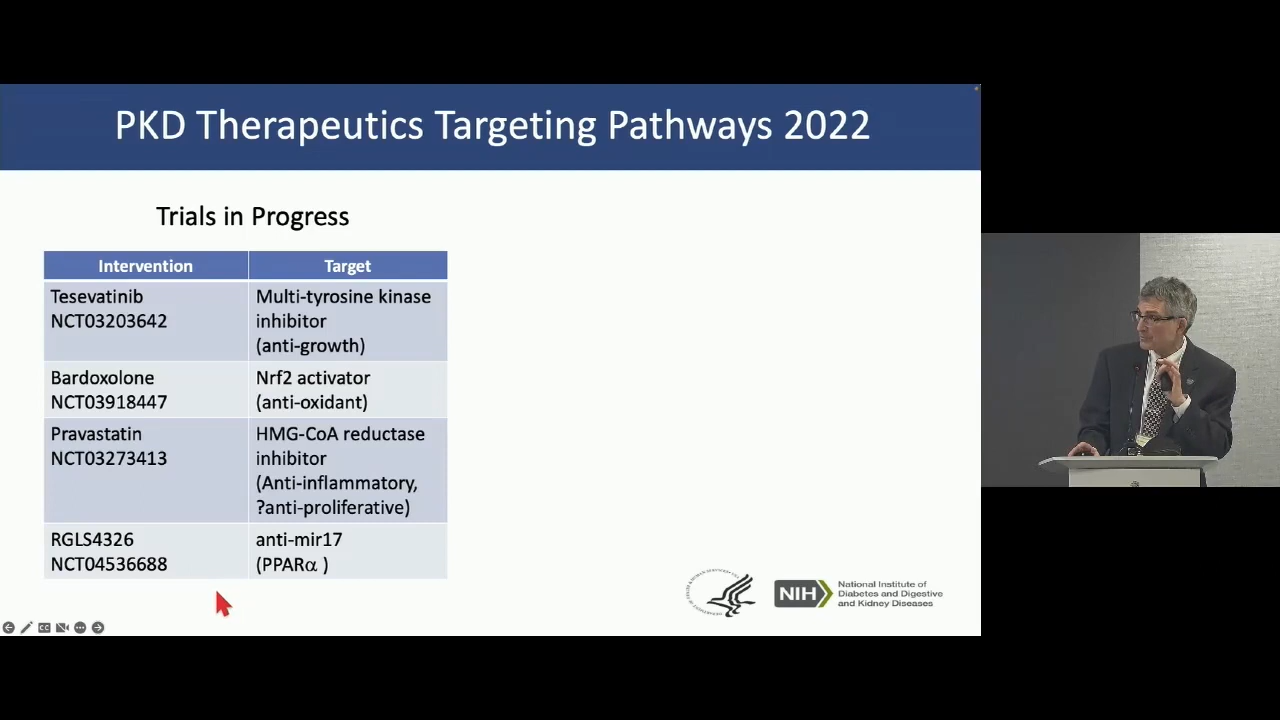 PKD Therapeutics Targeting Pathways 2022
Trials in Progress
Intervention
Target
Tesevatinib
NCT03203642
Multi-tyrosine kinase
inhibitor
(anti-growth)
Bardoxolone
NCT03918447
Nrf2 activator
(anti-oxidant)
Pravastatin
NCT03273413
HMG-CoA reductase
inhibitor
(Anti-inflammatory,
?anti-proliferative)
RGLS4326
NCT04536688
anti-mir17
(PPARα )
NIH
National Institute of
Diabetes and Digestive
and Kidney Diseases
CC